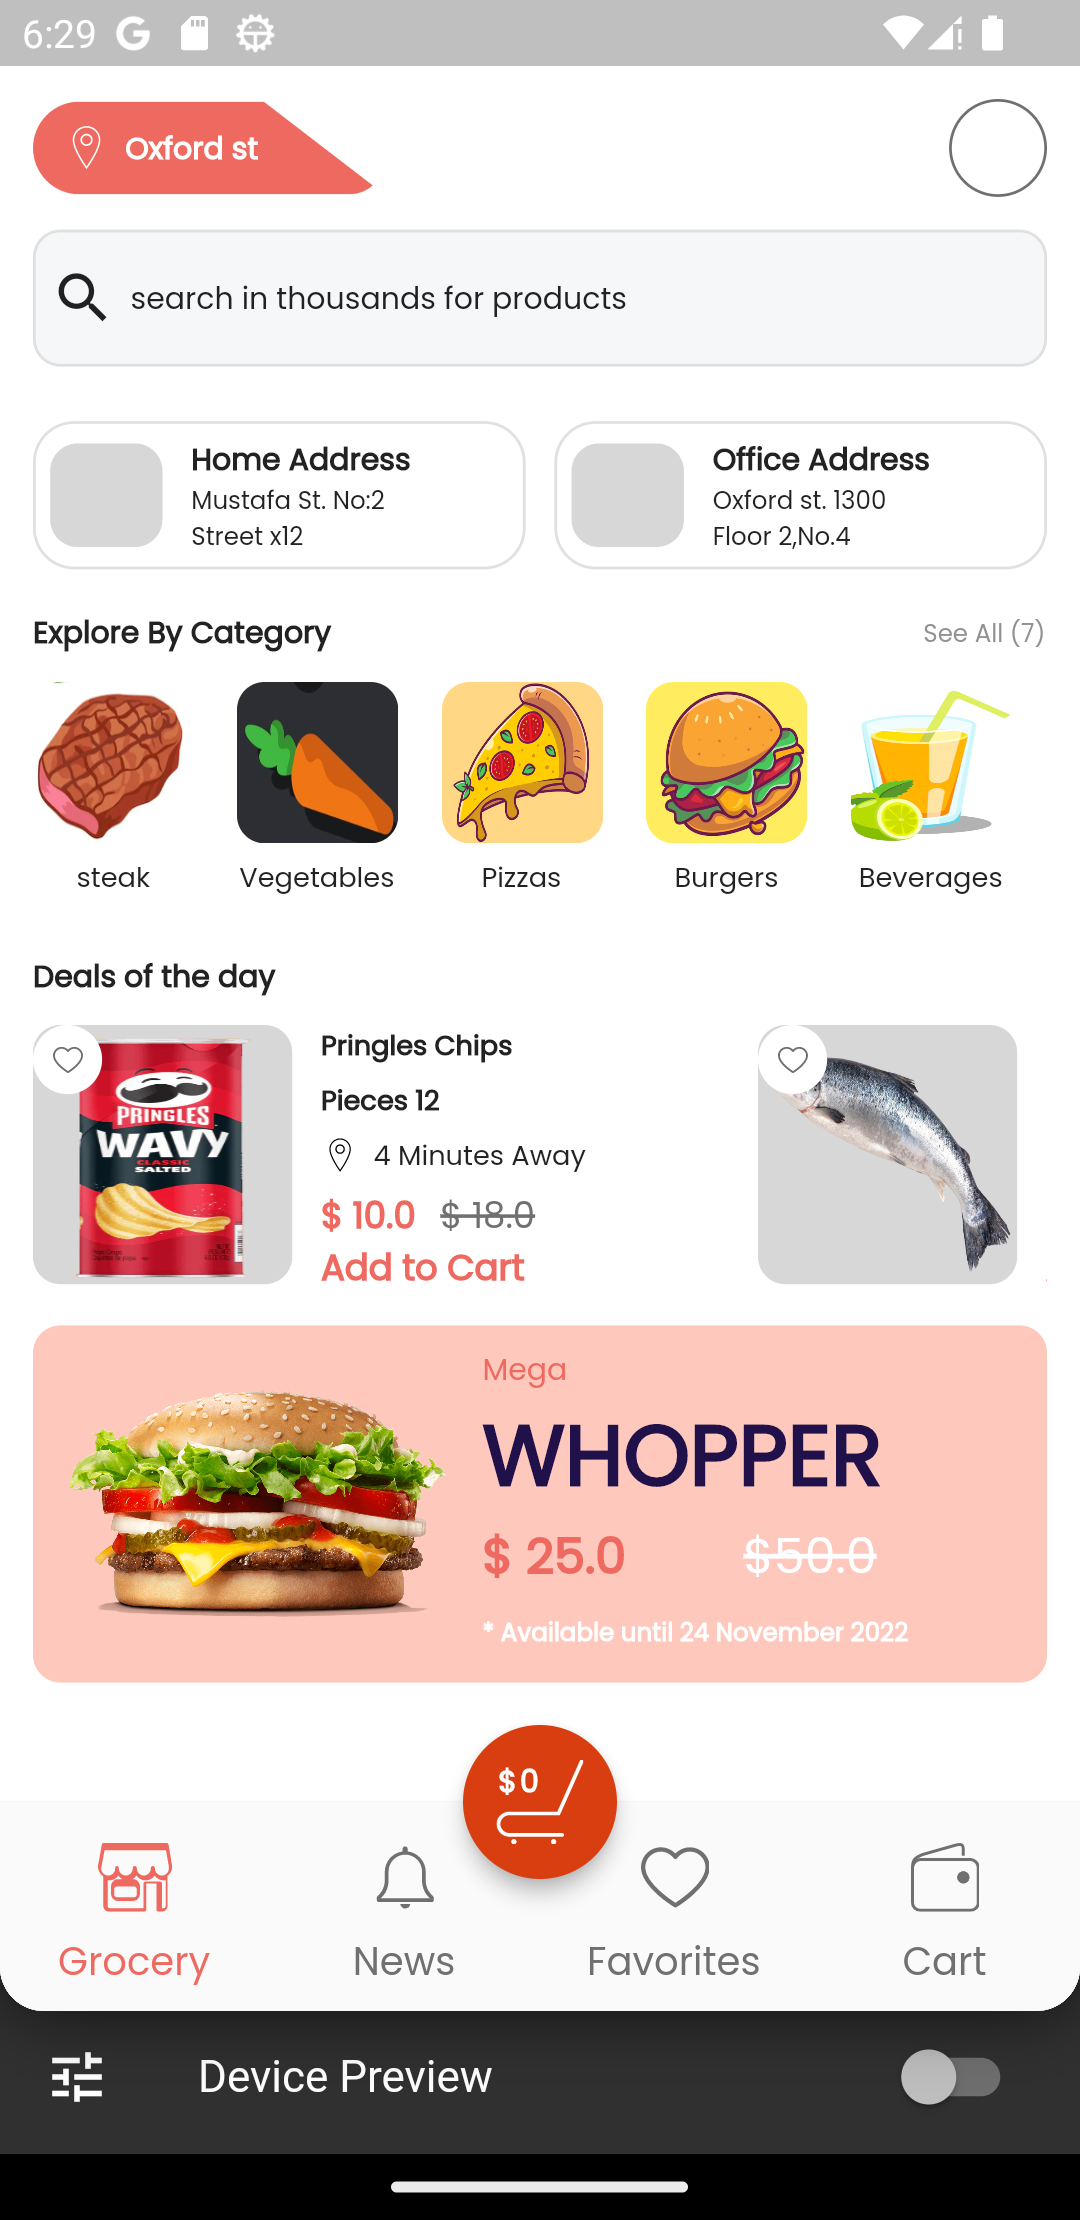 6:29
Oxford st
search in thousands for products
Home Address
Mustafa St. No:2
Street x12
Office Address
Oxford st. 1300
Floor 2,No.4
Explore By Category
See All (7)
steak
Vegetables
Pizzas
Burgers
Beverages
Deals of the day
PRINGLES
WAVY
CLASSIC
SALTED
Pringles Chips
Pieces 12
4 Minutes Away
$ 10.0 $ 18.0
Add to Cart
Mega
WHOPPER
$ 25.0 $50.0
* Available until 24 November 2022
$0
Grocery
News
Favorites
Cart
Device Preview